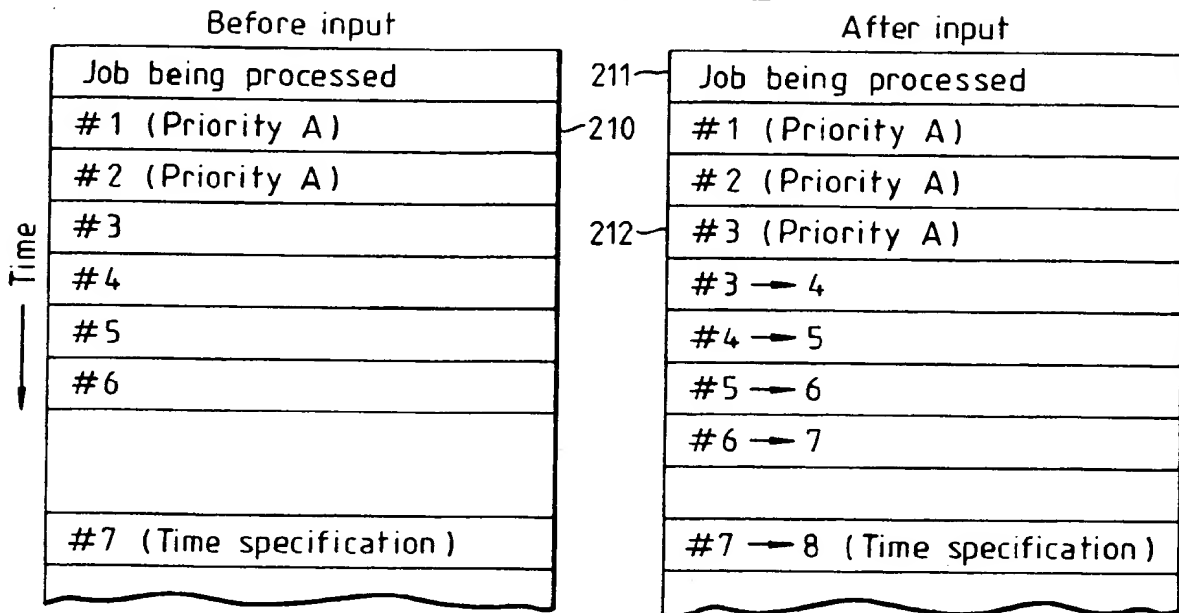 Before input
Job being processed
#1 (Priority A)
210
#2 (Priority A)
#3
#4
#5
#6
#7 (Time specification)
Time
After input
211
Job being processed
#1 (Priority A)
#2 (Priority A)
212
#3 (Priority A)
#3 → 4
#4 → 5
#5 → 6
#6 → 7
#7 → 8 (Time specification)